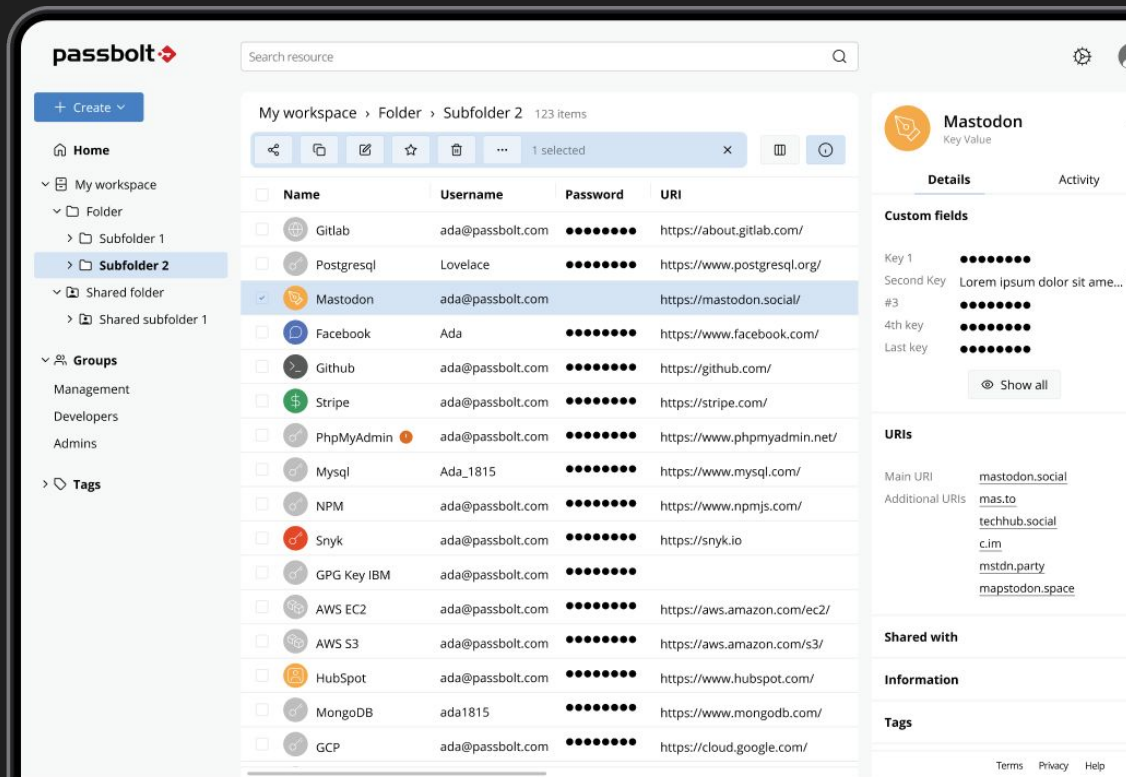 passbolt
Search resource
+ Create
Home
My workspace
Folder
Subfolder 1
Subfolder 2
Shared folder
Shared subfolder 1
Groups
Management
Developers
Admins
Tags
My workspace › Folder › Subfolder 2 123 items
1 selected
Name Username Password URI
Gitlab ada@passbolt.com ●●●●●●●● https://about.gitlab.com/
Postgresql Lovelace ●●●●●●●● https://www.postgresql.org/
Mastodon ada@passbolt.com https://mastodon.social/
Facebook Ada ●●●●●●●● https://www.facebook.com/
Github ada@passbolt.com ●●●●●●●● https://github.com/
Stripe ada@passbolt.com ●●●●●●●● https://stripe.com/
PhpMyAdmin ada@passbolt.com ●●●●●●●● https://www.phpmyadmin.net/
Mysql Ada_1815 ●●●●●●●● https://www.mysql.com/
NPM ada@passbolt.com ●●●●●●●● https://www.npmjs.com/
Snyk ada@passbolt.com ●●●●●●●● https://snyk.io
GPG Key IBM ada@passbolt.com ●●●●●●●●
AWS EC2 ada@passbolt.com ●●●●●●●● https://aws.amazon.com/ec2/
AWS S3 ada@passbolt.com ●●●●●●●● https://aws.amazon.com/s3/
HubSpot ada@passbolt.com ●●●●●●●● https://www.hubspot.com/
MongoDB ada1815 ●●●●●●●● https://www.mongodb.com/
GCP ada@passbolt.com ●●●●●●●● https://cloud.google.com/
Mastodon
Key Value
Details Activity
Custom fields
Key 1 ●●●●●●●●
Second Key Lorem ipsum dolor sit ame...
#3 ●●●●●●●●
4th key ●●●●●●●●
Last key ●●●●●●●●
Show all
URIs
Main URI mastodon.social
Additional URIs mas.to
techhub.social
c.im
mstdn.party
mapstodon.space
Shared with
Information
Tags
Terms Privacy Help